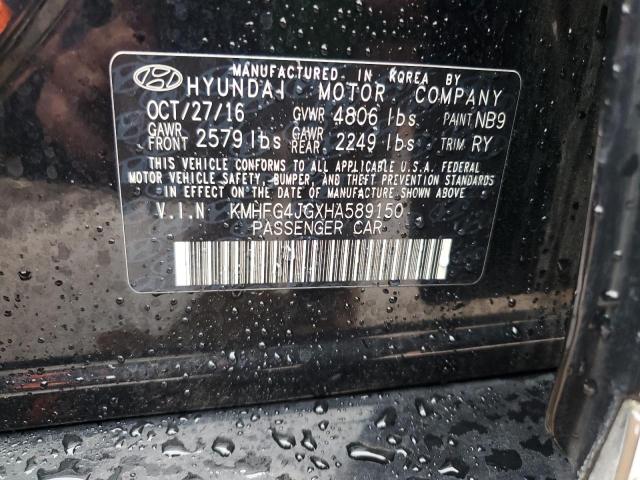 MANUFACTURED IN KOREA BY
HYUNDAI MOTOR COMPANY
OCT/27/16 GVWR 4806 lbs. PAINT NB9
GAWR FRONT 2579 lbs GAWR REAR 2249 lbs TRIM RY
THIS VEHICLE CONFORMS TO ALL APPLICABLE U.S.A. FEDERAL
MOTOR VEHICLE SAFETY, BUMPER, AND THEFT PREVENTION STANDARDS
IN EFFECT ON THE DATE OF MANUFACTURE SHOWN ABOVE.
V.I.N KMHFG4JGXHA589150
PASSENGER CAR